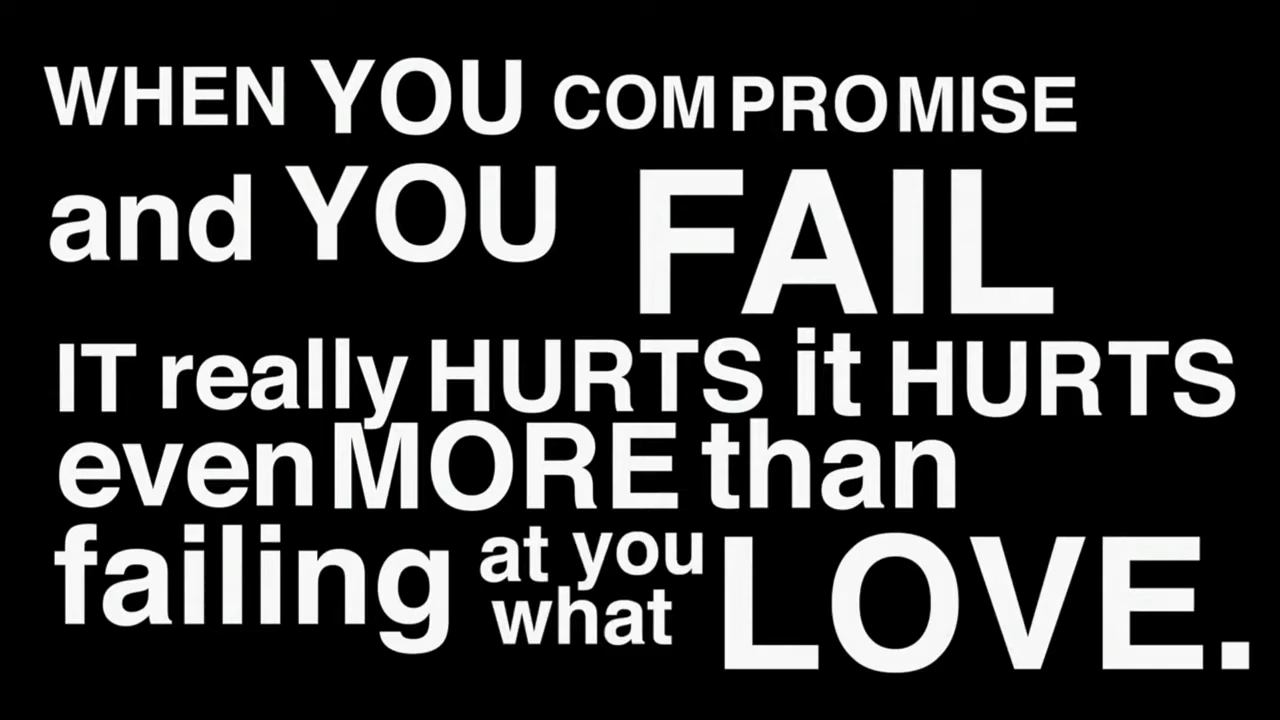 WHEN YOU COMPROMISE
and YOU FAIL
IT really HURTS it HURTS
even MORE than
failing at you LOVE.
what